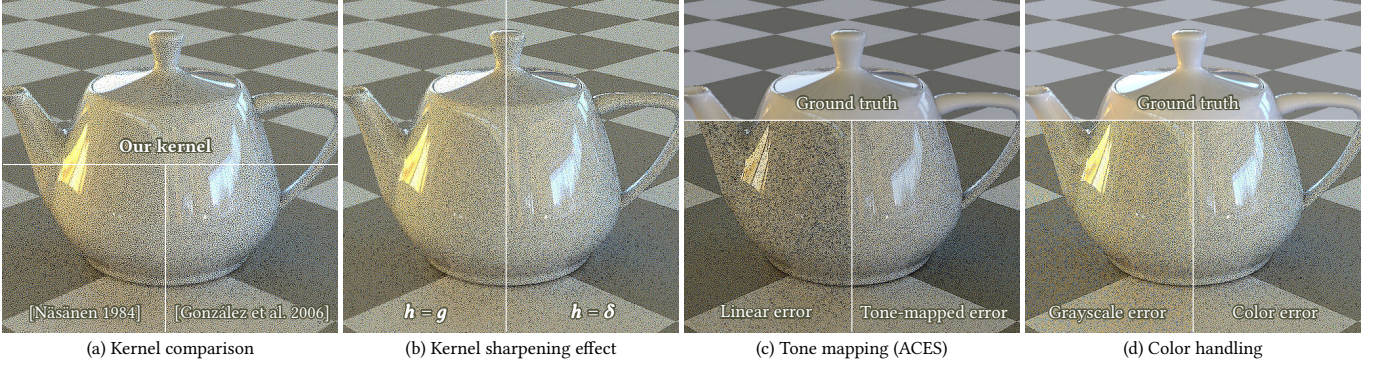 Our kernel
[Näsänen 1984]
[González et al. 2006]
(a) Kernel comparison
h = g
h = δ
(b) Kernel sharpening effect
Ground truth
Linear error
Tone-mapped error
(c) Tone mapping (ACES)
Ground truth
Grayscale error
Color error
(d) Color handling